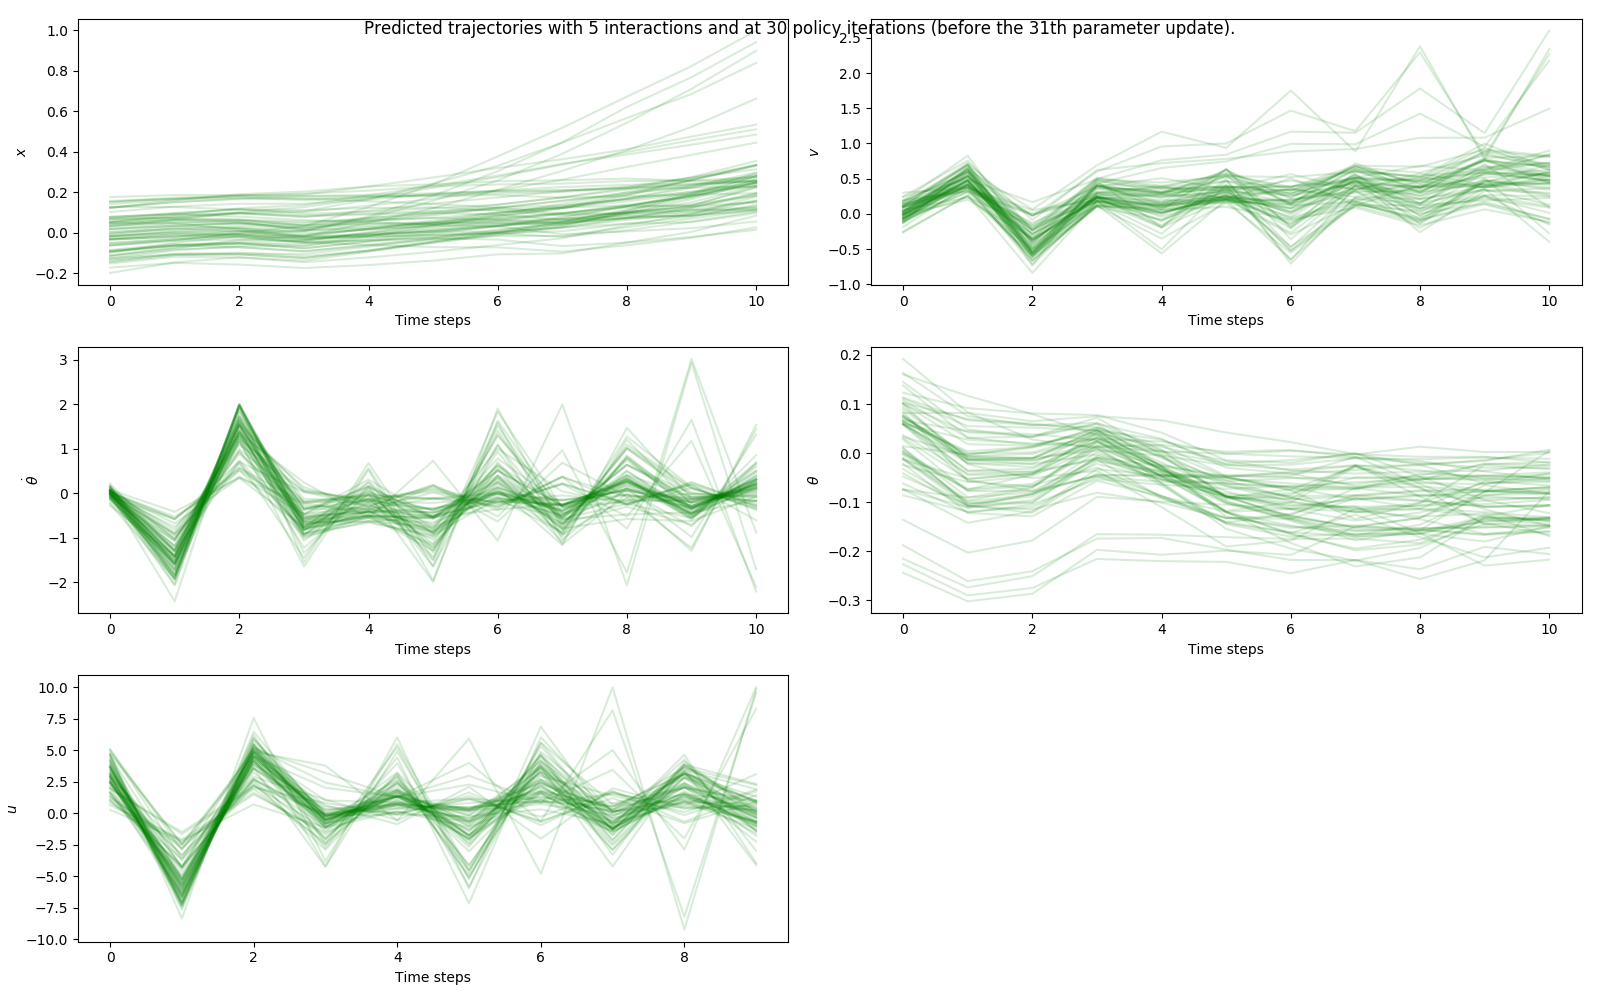 Predicted trajectories with 5 interactions and at 30 policy iterations (before the 31th parameter update).
1.0
0.8
0.6
0.4
0.2
0.0
−0.2
x
0 2 4 6 8 10
Time steps
2.5
2.0
1.5
1.0
0.5
0.0
−0.5
−1.0
v
0 2 4 6 8 10
Time steps
3
2
1
0
−1
−2
θ̇
0 2 4 6 8 10
Time steps
0.2
0.1
0.0
−0.1
−0.2
−0.3
θ
0 2 4 6 8 10
Time steps
10.0
7.5
5.0
2.5
0.0
−2.5
−5.0
−7.5
−10.0
u
0 2 4 6 8
Time steps